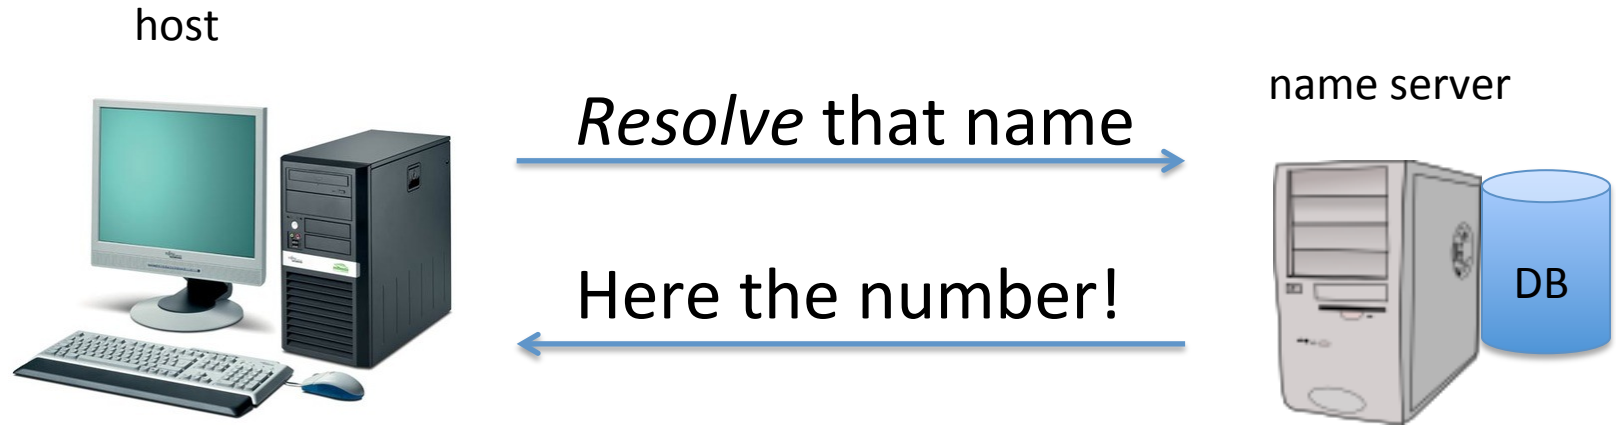 host
name server
Resolve that name
Here the number!
DB